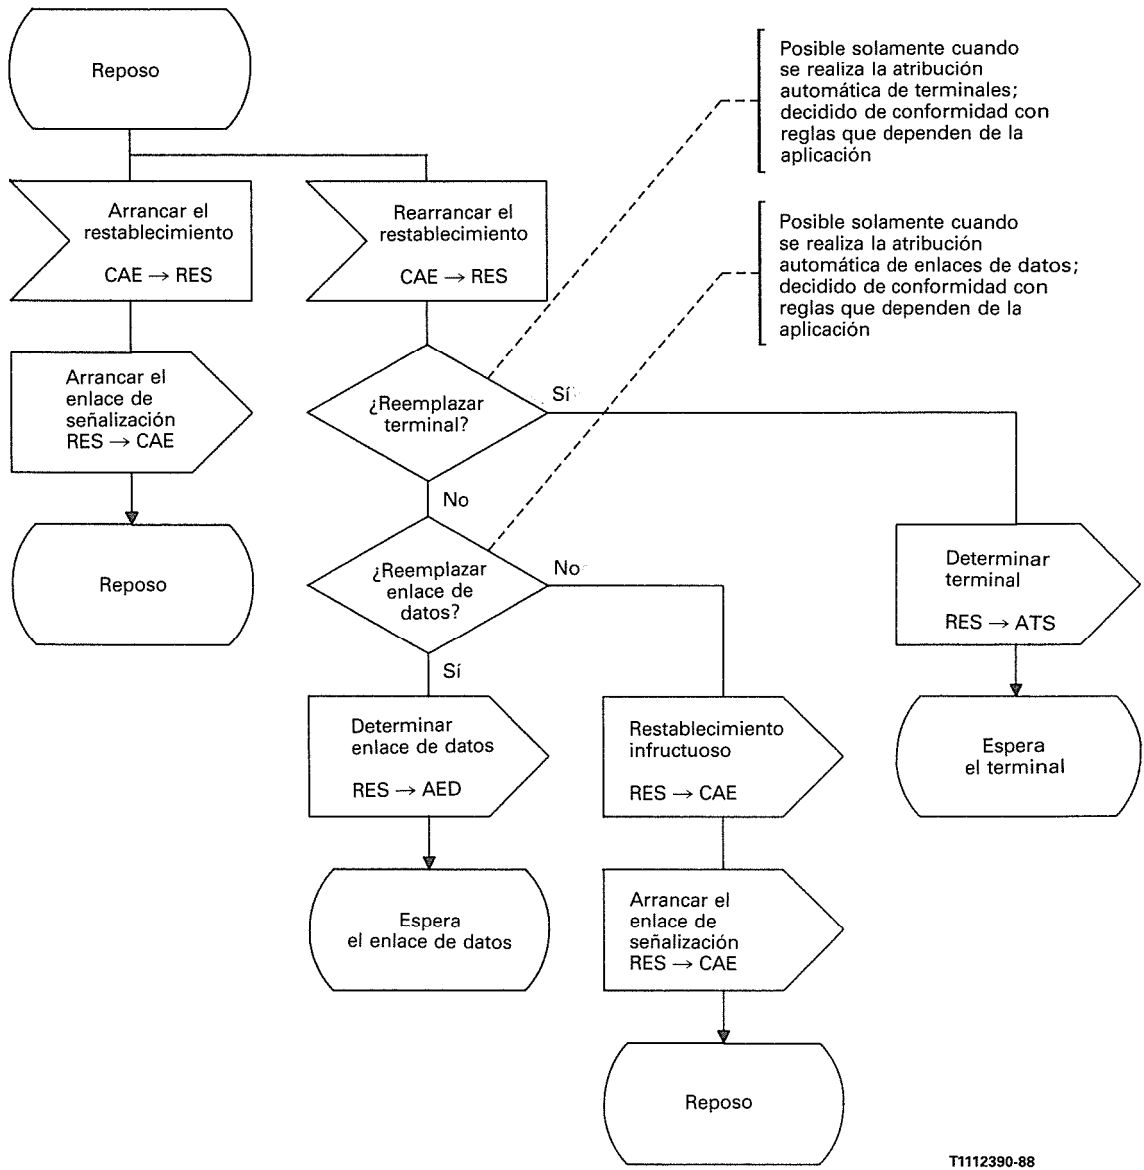 Reposo
Posible solamente cuando
se realiza la atribución
automática de terminales;
decidido de conformidad con
reglas que dependen de la
aplicación
Arrancar el
restablecimiento
CAE → RES
Rearrancar el
restablecimiento
CAE → RES
Posible solamente cuando
se realiza la atribución
automática de enlaces de datos;
decidido de conformidad con
reglas que dependen de la
aplicación
Arrancar el
enlace de
señalización
RES → CAE
¿Reemplazar
terminal?
Sí
No
Reposo
¿Reemplazar
enlace de
datos?
No
Sí
Determinar
terminal
RES → ATS
Determinar
enlace de datos
RES → AED
Restablecimiento
infructuoso
RES → CAE
Espera
el terminal
Espera
el enlace de datos
Arrancar el
enlace de
señalización
RES → CAE
Reposo
T1112390-88